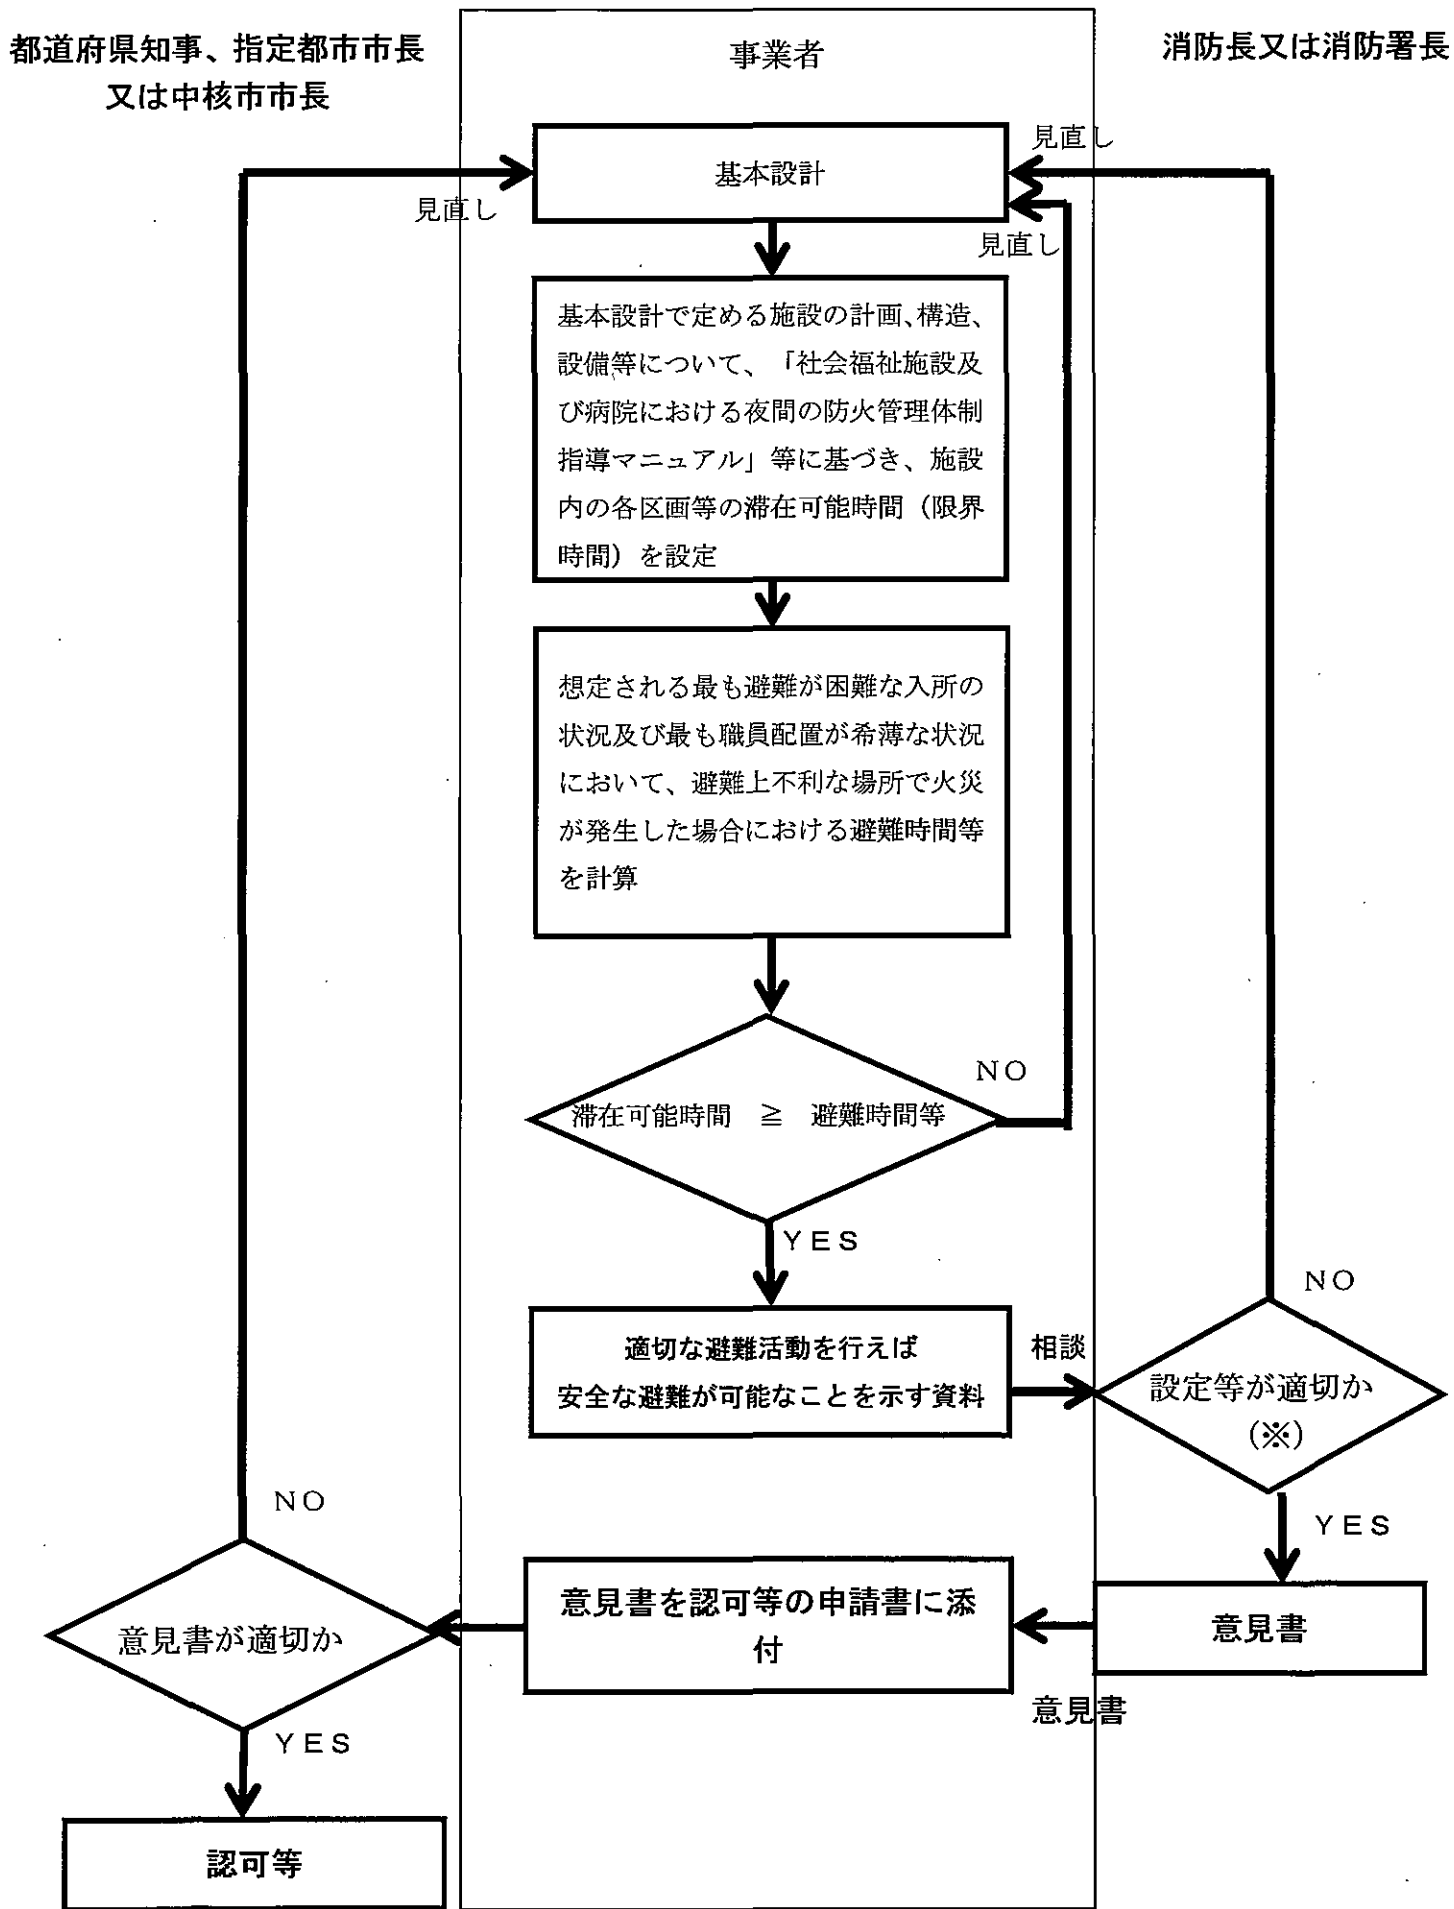 都道府県知事、指定都市市長
又は中核市市長
事業者
消防長又は消防署長
見直し
基本設計
見直し
見直し
基本設計で定める施設の計画、構造、
設備等について、「社会福祉施設及
び病院における夜間の防火管理体制
指導マニュアル」等に基づき、施設
内の各区画等の滞在可能時間（限界
時間）を設定
想定される最も避難が困難な入所の
状況及び最も職員配置が希薄な状況
において、避難上不利な場所で火災
が発生した場合における避難時間等
を計算
NO
滞在可能時間 ≧ 避難時間等
YES
NO
適切な避難活動を行えば
安全な避難が可能なことを示す資料
相談
設定等が適切か
(※)
NO
YES
意見書を認可等の申請書に添
付
意見書
意見書が適切か
意見書
YES
認可等